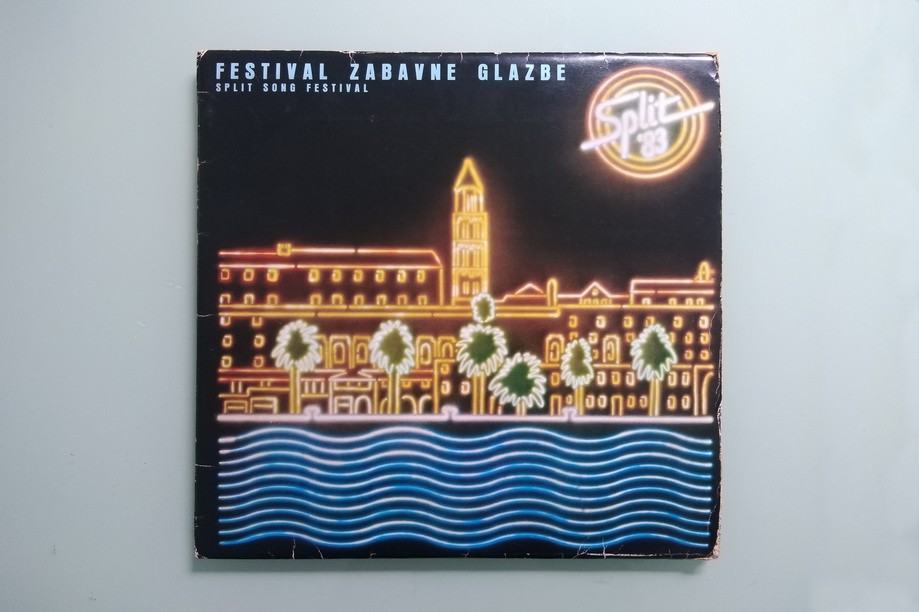 FESTIVAL ZABAVNE GLAZBE
SPLIT SONG FESTIVAL
Split
'83